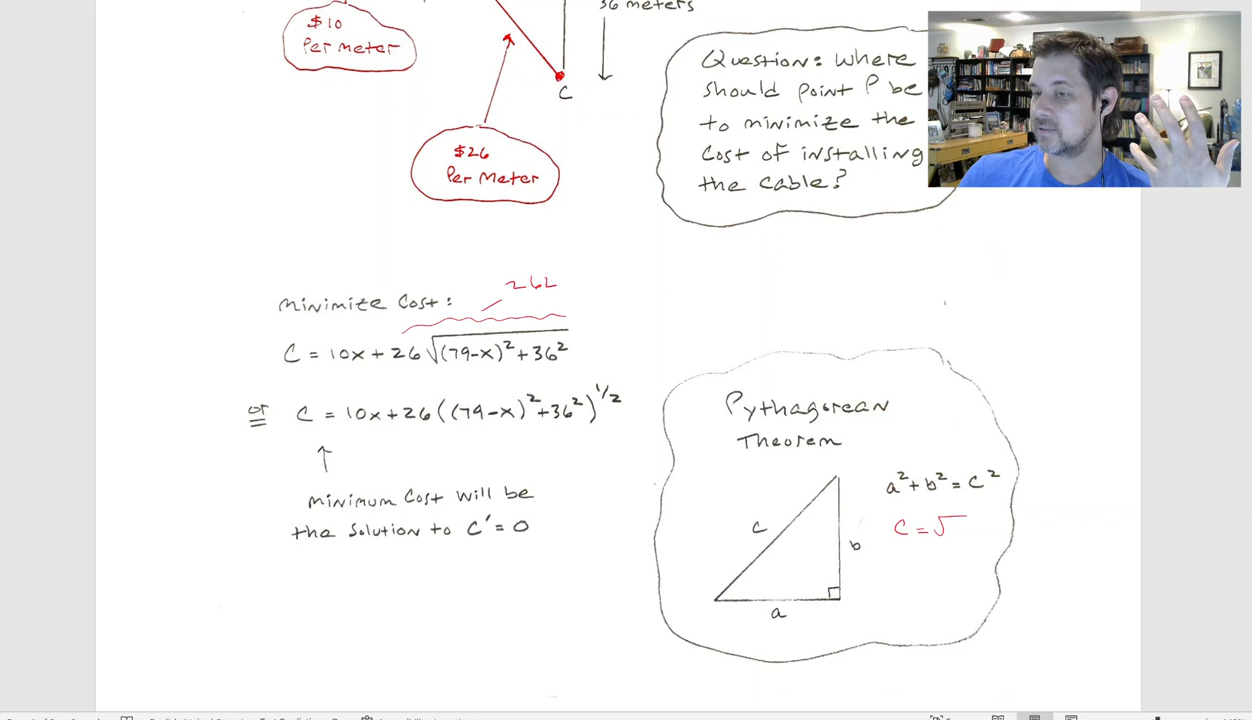 36 meters
$10
Per meter
C
$26
Per Meter
Question: Where
should point P be
to minimize the
Cost of installing
the cable?
262
Minimize Cost:
C = 10x + 26 √(79-x)² + 36²
or C = 10x + 26 ((79-x)² + 36²)^1/2
↑
Minimum Cost will be
the solution to C' = 0
Pythagorean
Theorem
a² + b² = c²
C = √
c
b
a